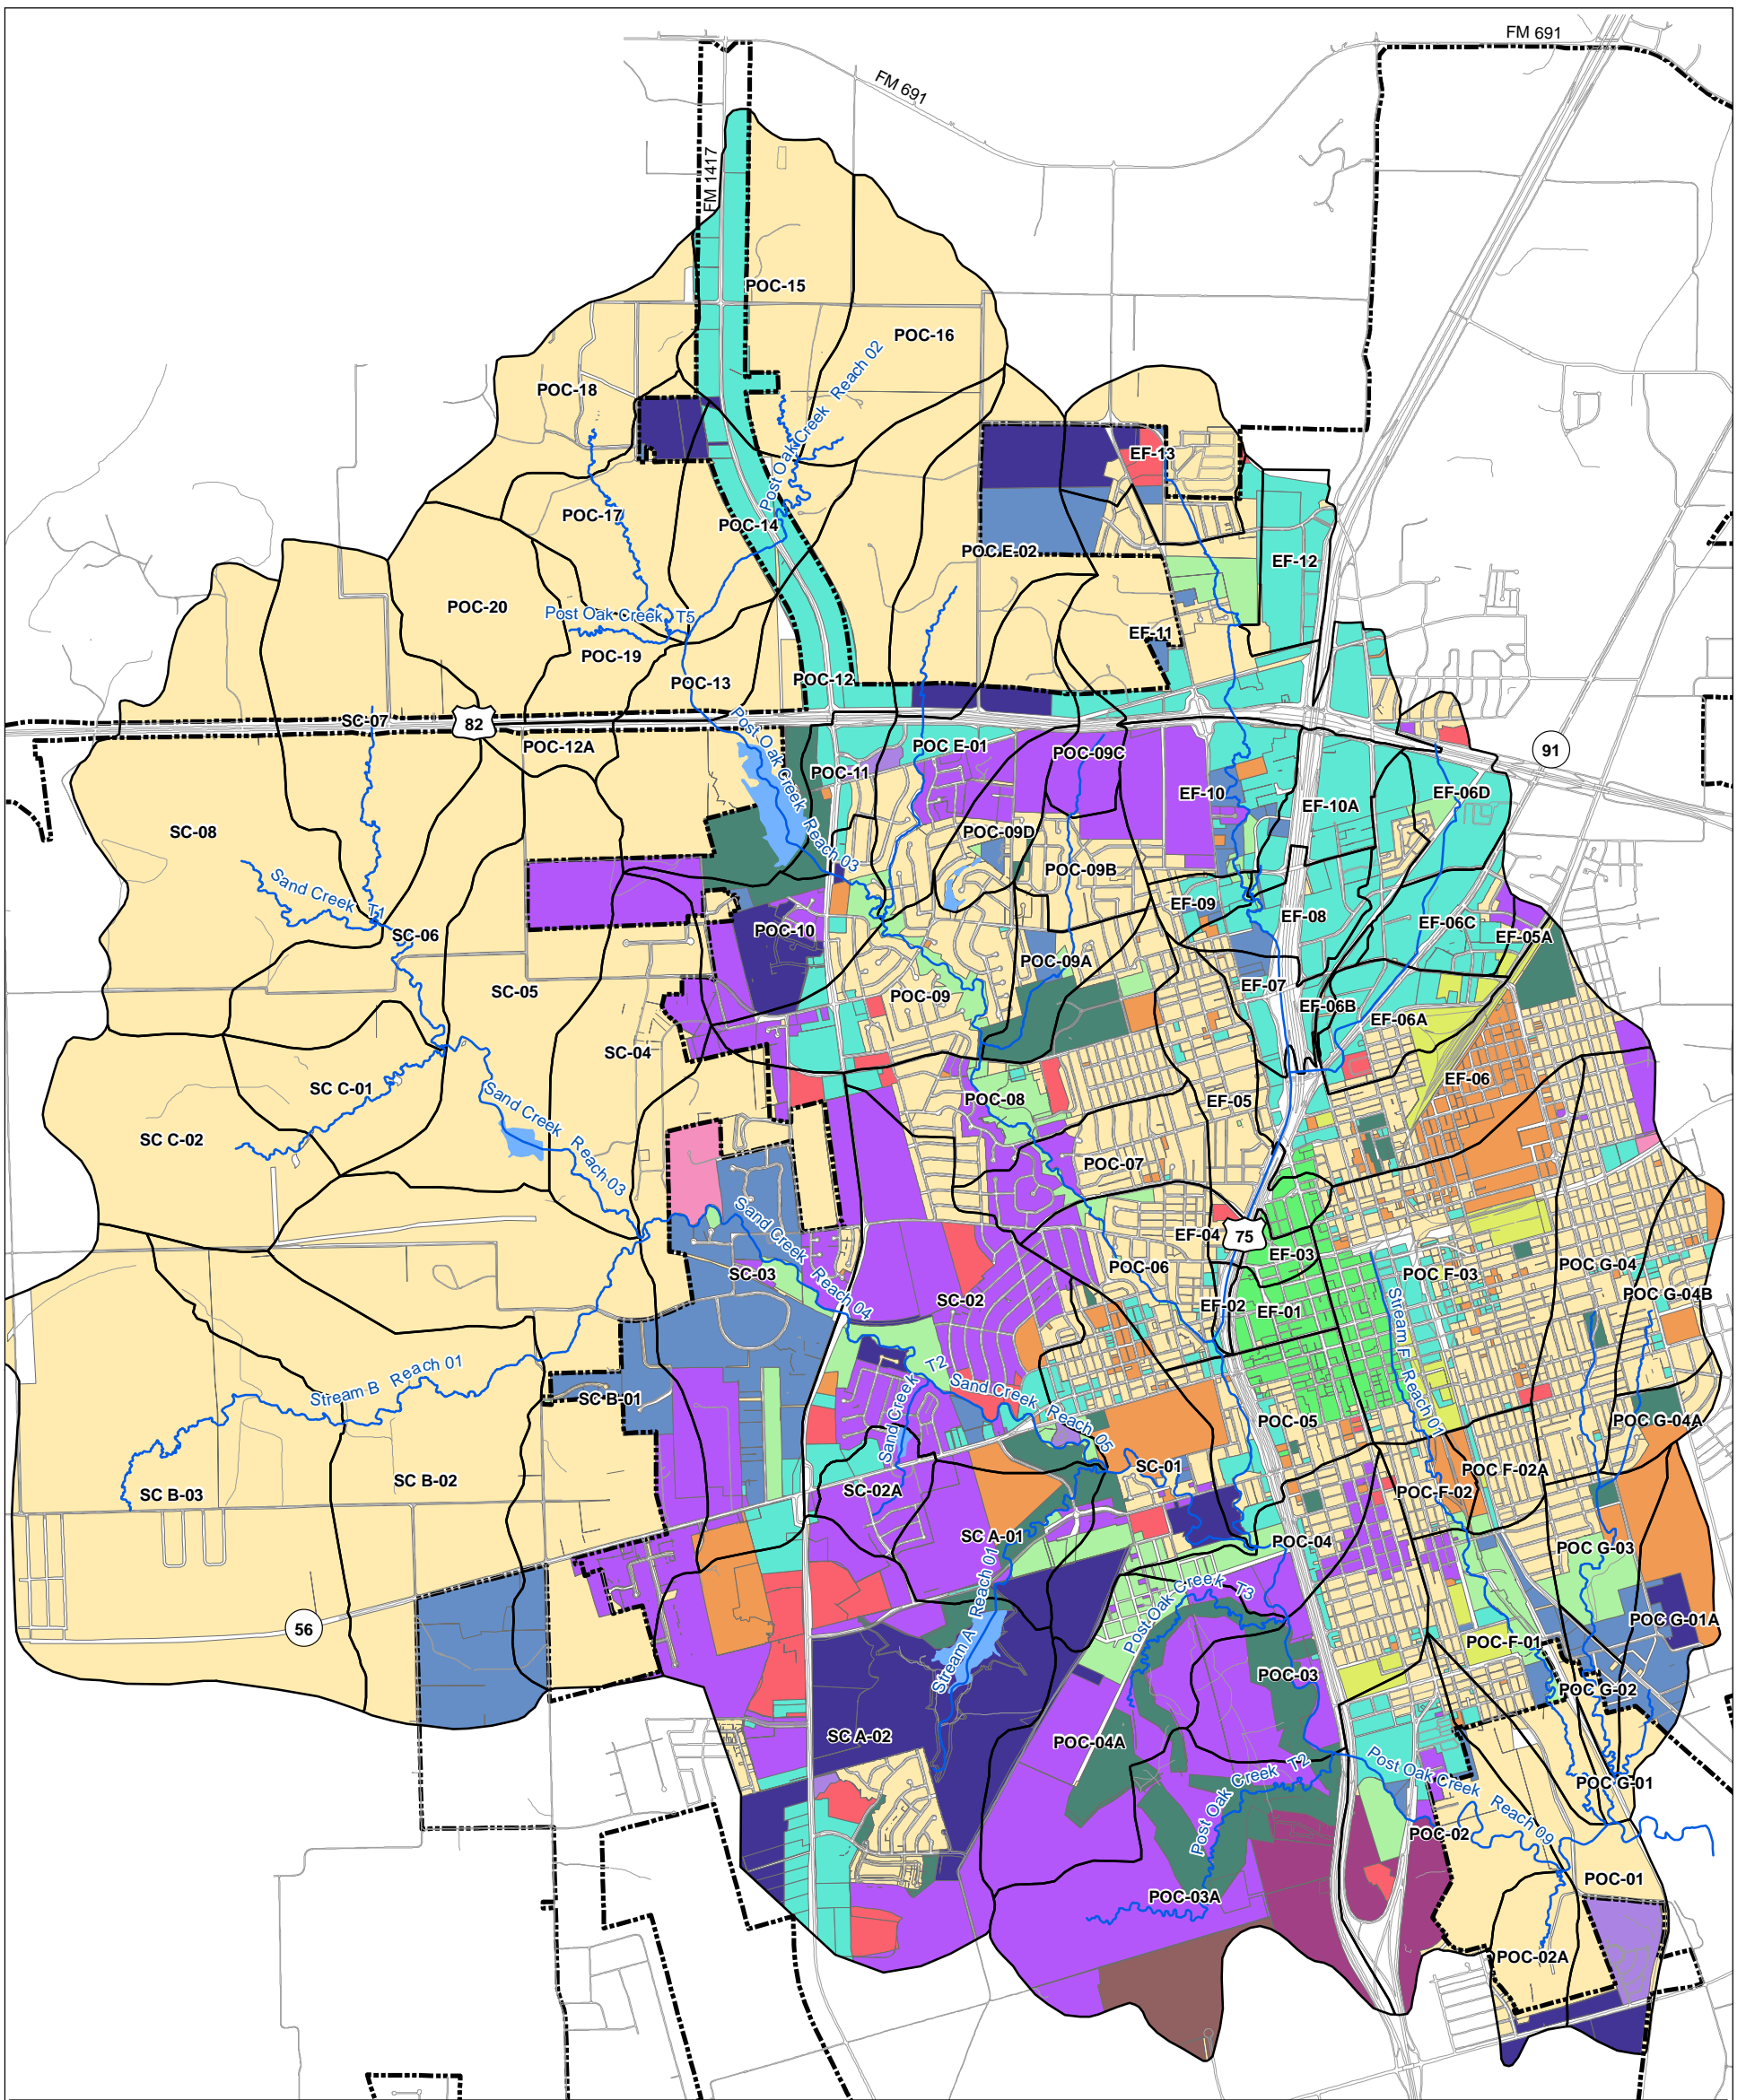 FM 691
FM 691
FM 1417
POC-15
POC-16
Post Oak Creek Reach 02
POC-18
EF-13
POC-17
POC-14
POC E-02
EF-12
POC-20
Post Oak Creek T5
EF-11
POC-19
POC-13
POC-12
SC-07
82
POC-12A
Post Oak Creek Reach 03
POC E-01
POC-09C
91
POC-11
EF-10
EF-10A
EF-06D
SC-08
POC-09D
POC-09B
Sand Creek T1
EF-09
EF-08
SC-06
POC-10
EF-06C
EF-05A
POC-09A
SC-05
POC-09
EF-07
EF-06B
EF-06A
SC-04
SC C-01
EF-06
POC-08
EF-05
Sand Creek Reach 03
SC C-02
POC-07
Sand Creek Reach 04
EF-04
75
EF-03
POC-06
SC-03
POC F-03
POC G-04
POC G-04B
SC-02
EF-02
EF-01
Stream F Reach 01
Stream B Reach 01
Sand Creek T2
Sand Creek Reach 05
SC B-01
POC-05
POC G-04A
SC B-03
SC B-02
SC-01
POC F-02A
SC-02A
POC-F-02
SC A-01
POC-04
POC G-03
Stream A Reach 01
Post Oak Creek T3
56
POC G-01A
POC-F-01
POC-03
POC G-02
SC A-02
POC-04A
Post Oak Creek T2
Post Oak Creek Reach 09
POC G-01
POC-02
POC-01
POC-03A
POC-02A